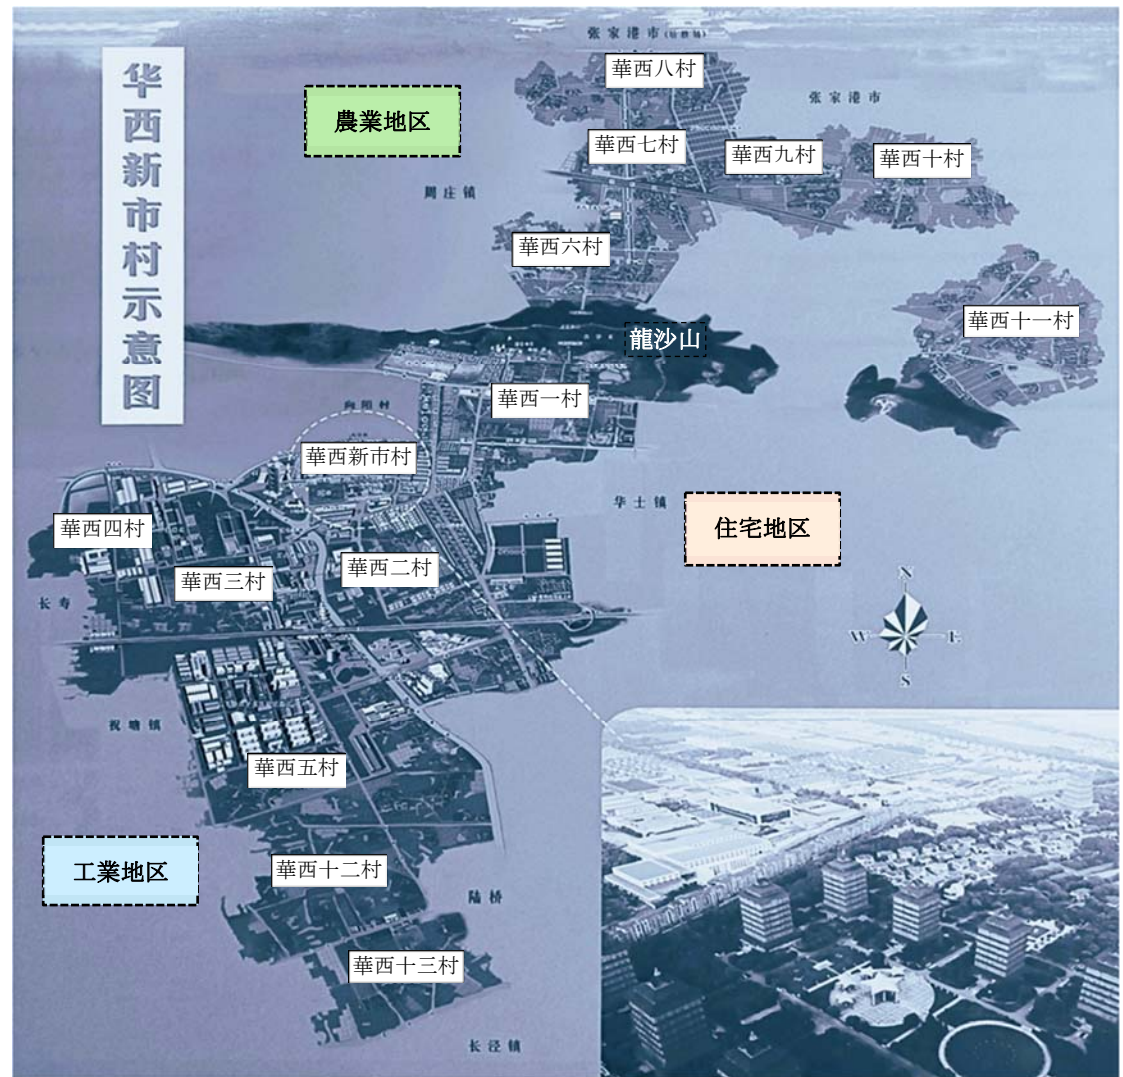 华西新市村示意图
张家港市
華西八村
農業地区
张家港市
華西七村
華西九村
華西十村
周庄镇
華西六村
華西十一村
龍沙山
華西一村
向阳村
華西新市村
华士镇
住宅地区
華西四村
華西二村
華西三村
长寿
N
W
E
S
祝塘镇
華西五村
工業地区
華西十二村
陆桥
華西十三村
长泾镇